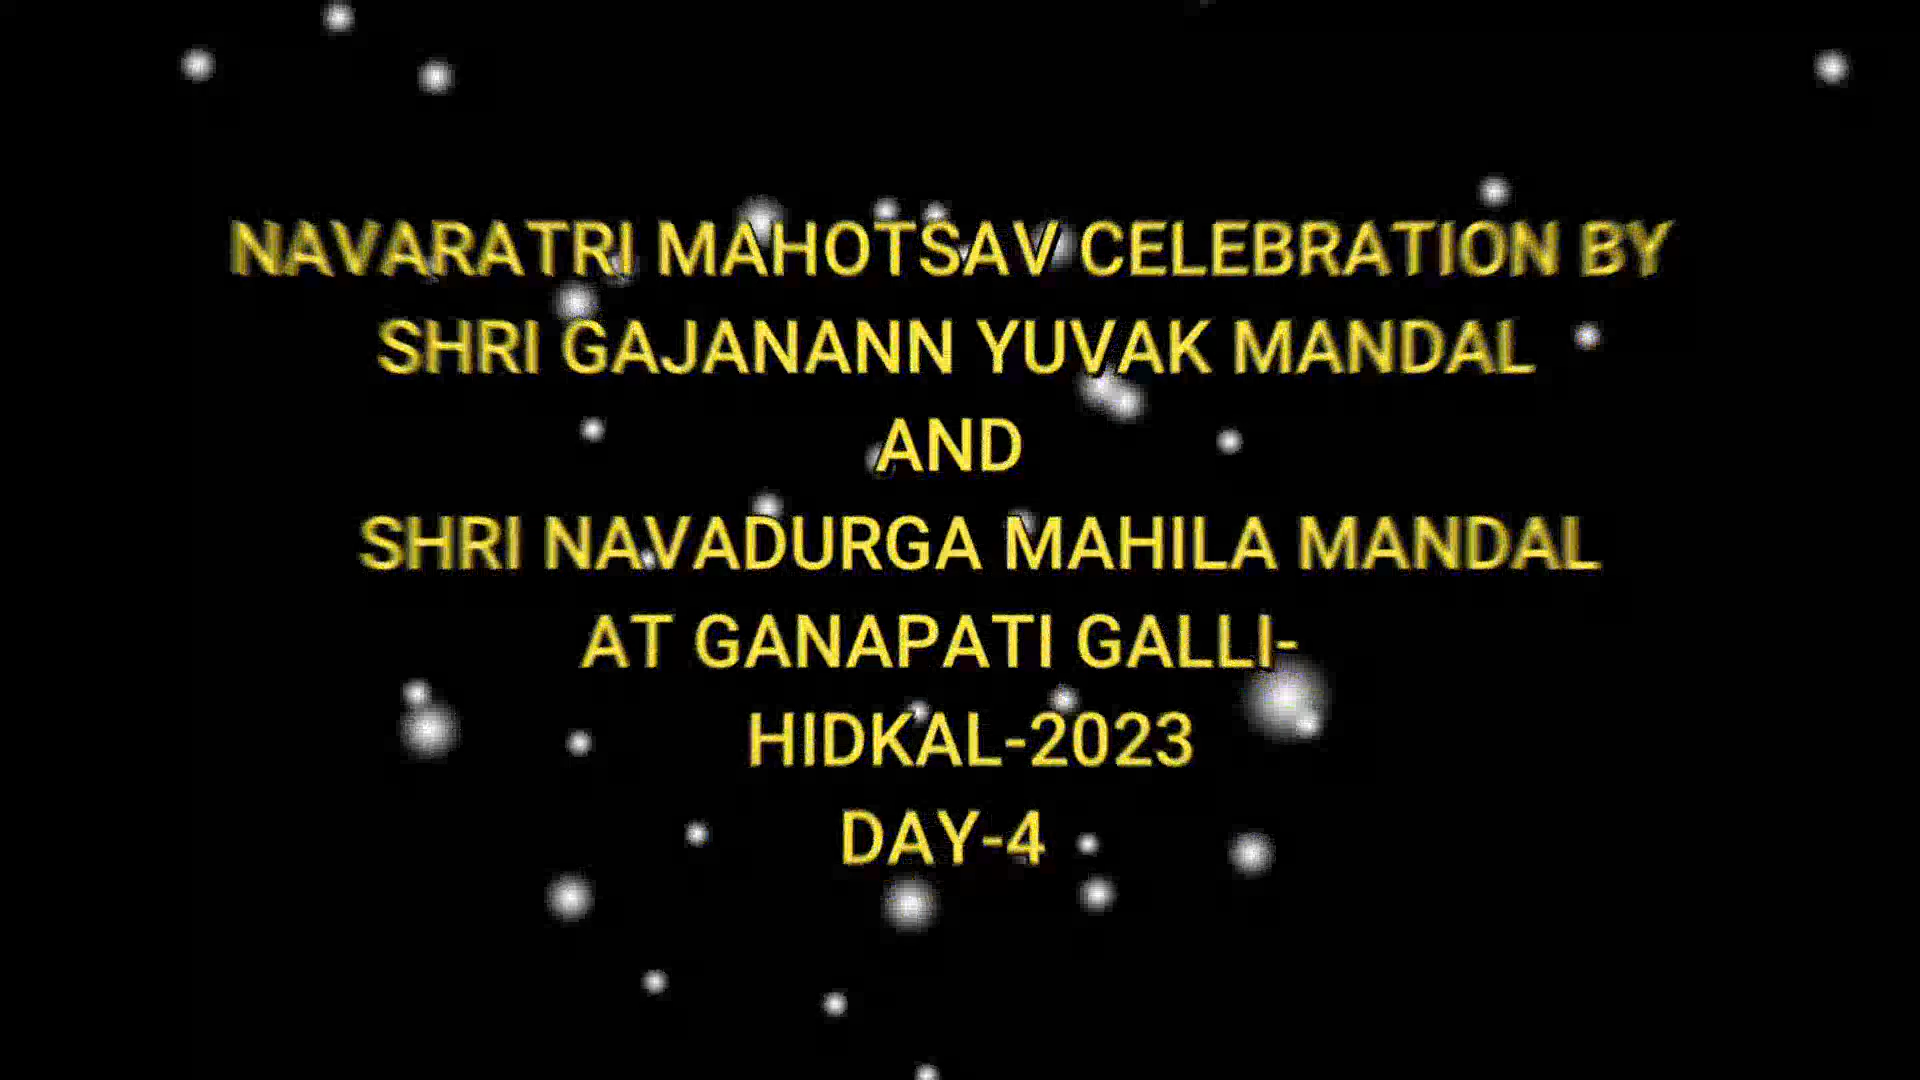 NAVARATRI MAHOTSAV CELEBRATION BY
SHRI GAJANANN YUVAK MANDAL
AND
SHRI NAVADURGA MAHILA MANDAL
AT GANAPATI GALLI-
HIDKAL-2023
DAY-4